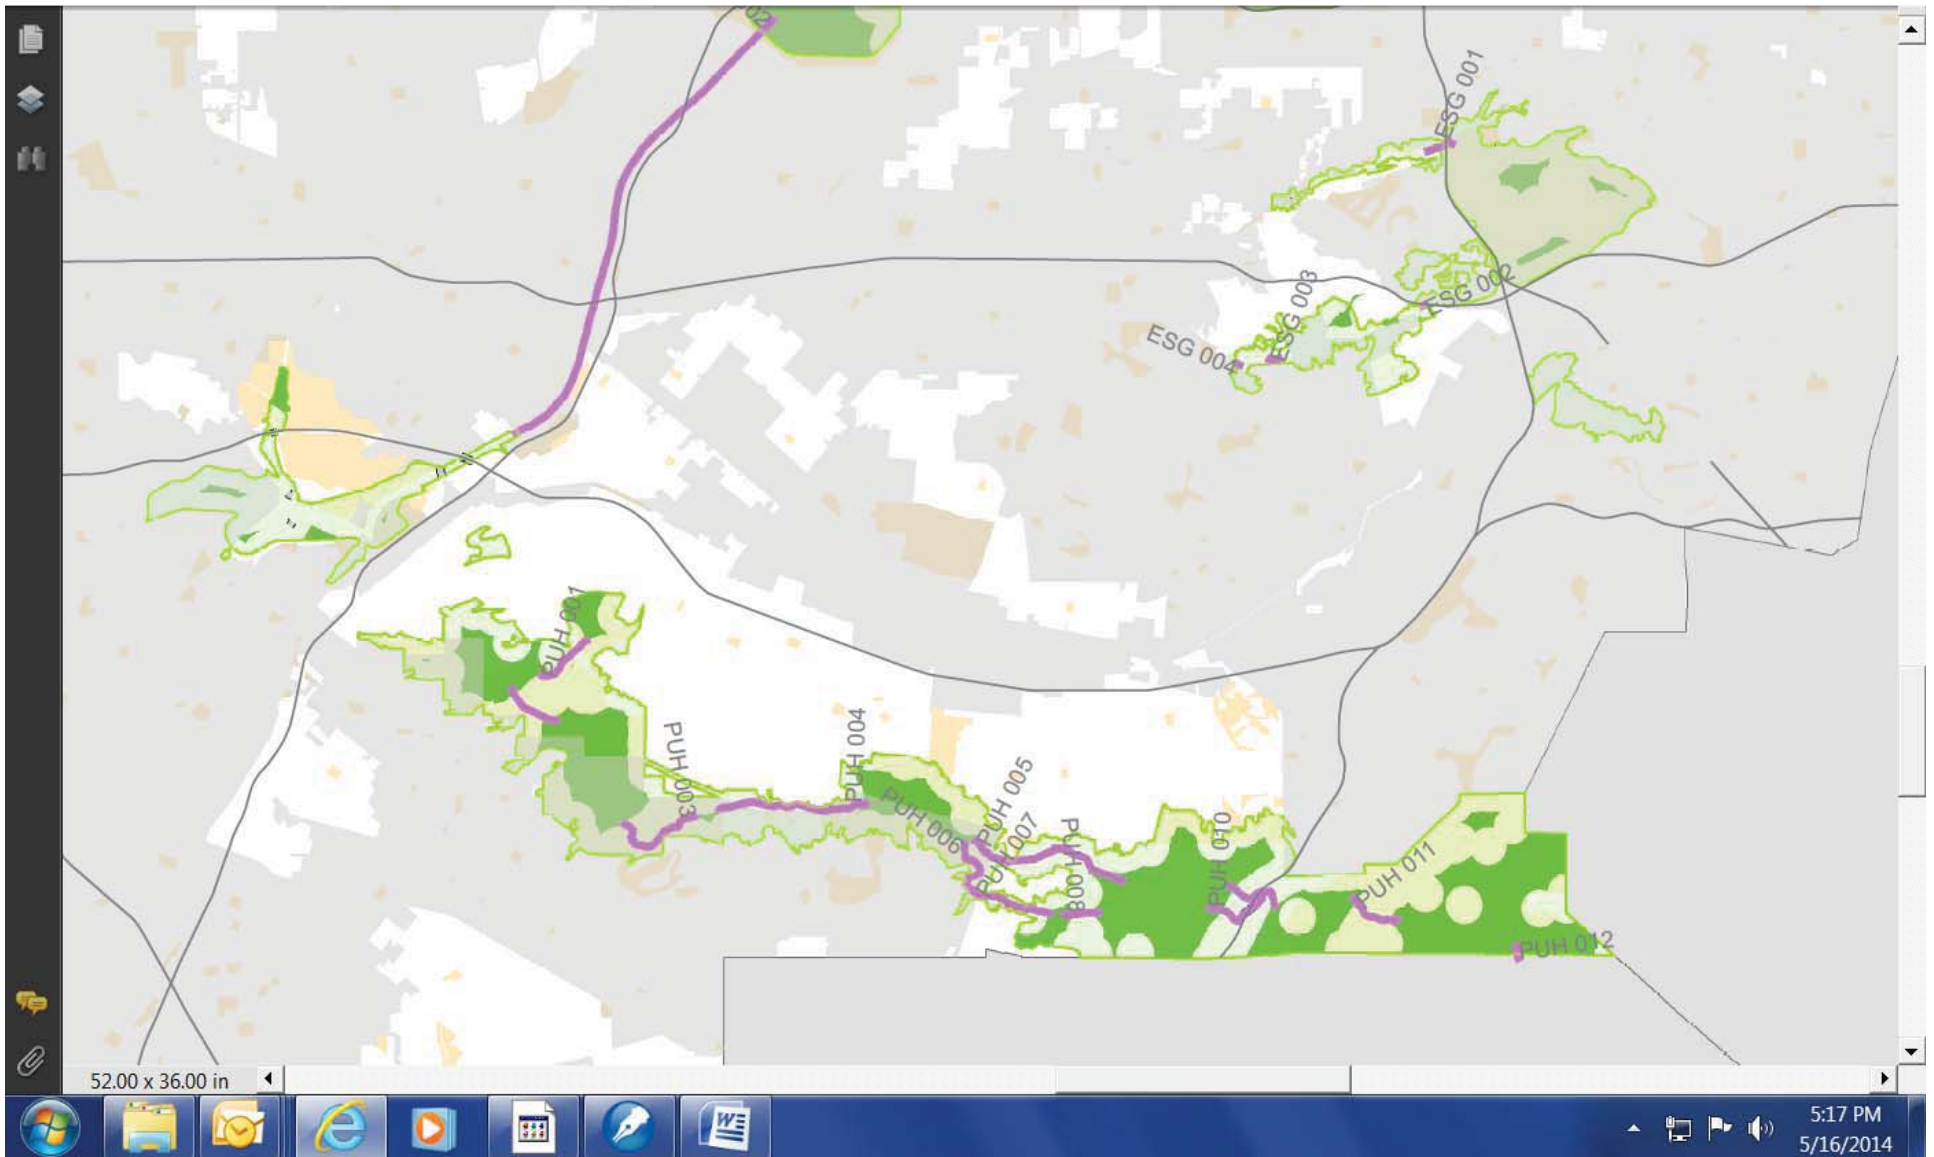 02
ESG 001
ESG 002
ESG 003
ESG 004
PUH 001
PUH 003
PUH 004
PUH 005
PUH 006
PUH 007
PUH 008
PUH 010
PUH 011
PUH 012
52.00 x 36.00 in
W
5:17 PM
5/16/2014